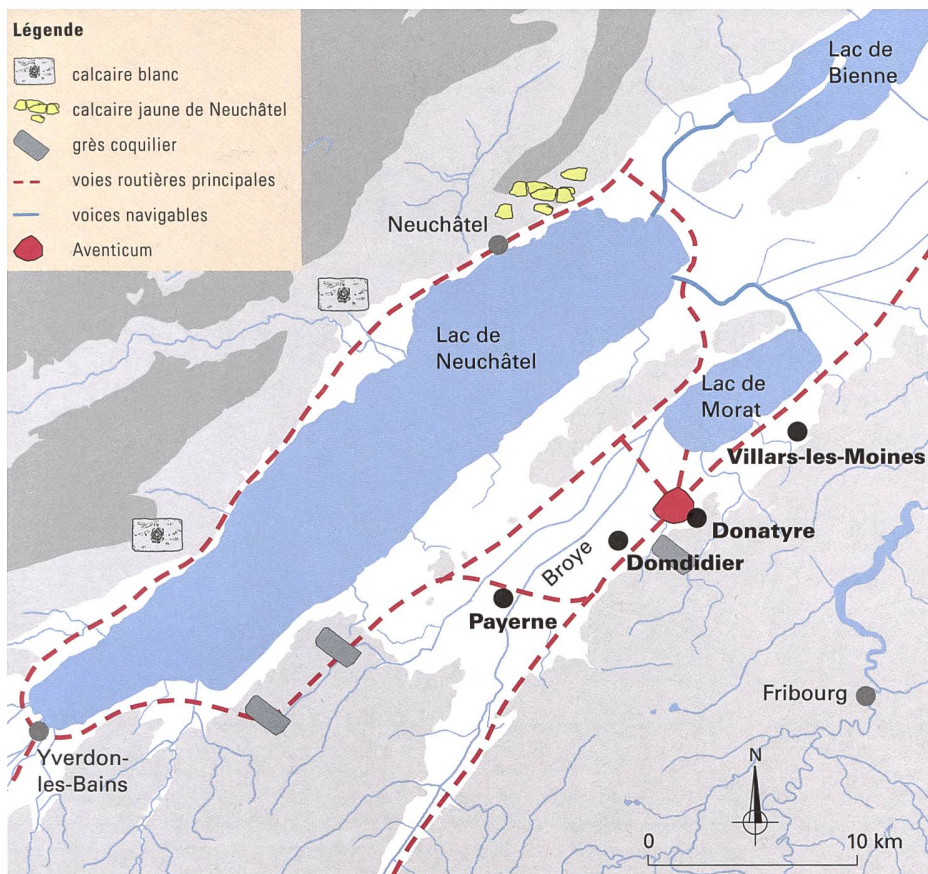 Légende
calcaire blanc
calcaire jaune de Neuchâtel
grès coquilier
voies routières principales
voices navigables
Aventicum
Lac de
Bienne
Neuchâtel
Lac de
Neuchâtel
Lac de
Morat
Villars-les-Moines
Donatyre
Domdidier
Broye
Payerne
Fribourg
Yverdon-
les-Bains
N
0 10 km